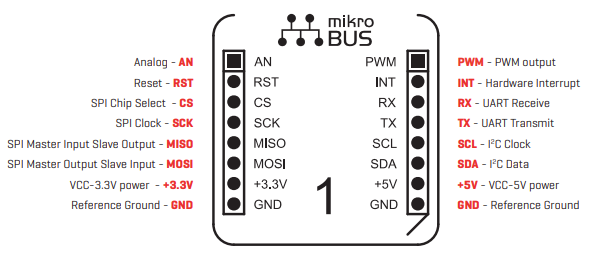 mikro
BUS
Analog - AN AN PWM PWM - PWM output
Reset - RST RST INT INT - Hardware Interrupt
SPI Chip Select - CS CS RX RX - UART Receive
SPI Clock - SCK SCK TX TX - UART Transmit
SPI Master Input Slave Output - MISO MISO SCL SCL - I²C Clock
SPI Master Output Slave Input - MOSI MOSI SDA SDA - I²C Data
VCC-3.3V power - +3.3V +3.3V +5V +5V - VCC-5V power
Reference Ground - GND GND GND GND - Reference Ground
1